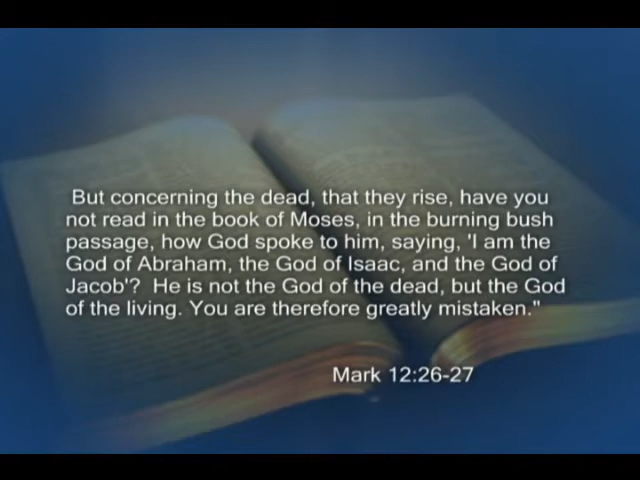 But concerning the dead, that they rise, have you
not read in the book of Moses, in the burning bush
passage, how God spoke to him, saying, 'I am the
God of Abraham, the God of Isaac, and the God of
Jacob'?  He is not the God of the dead, but the God
of the living. You are therefore greatly mistaken."
Mark 12:26-27